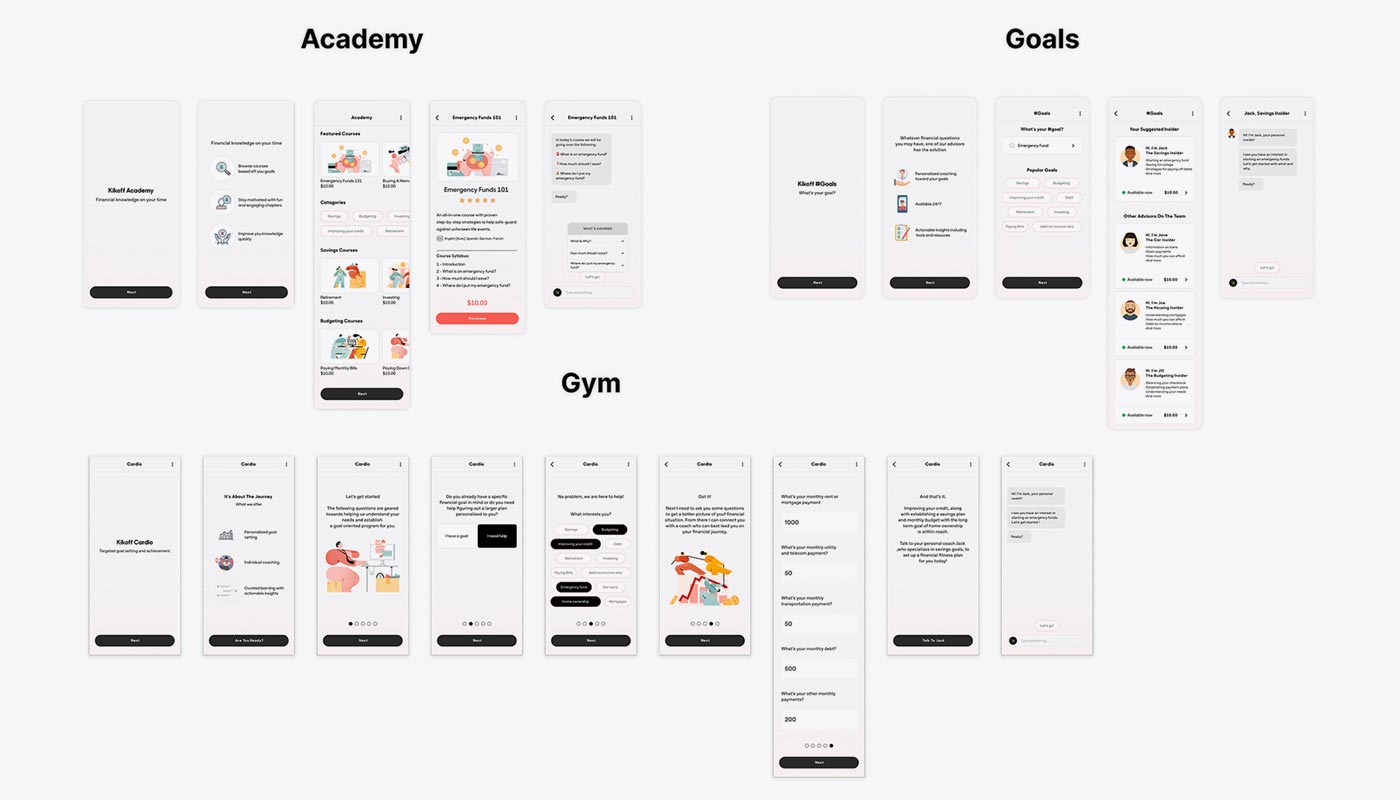 Academy
Kikoff Academy
Financial knowledge on your time
Next
Financial knowledge on your time
Browse courses
based off you goals
Stay motivated with fun
and engaging chapters
Improve you knowledge
quickly
Next
Academy
Featured Courses
Emergency Funds 101
$10.00
Buying A Home
$10.00
Catagories
Savings
Budgeting
Investing
Improving your credit
Retirement
Savings Courses
Retirement
$10.00
Investing
$10.00
Budgeting Courses
Paying Monthly Bills
$10.00
Paying Down
$10.00
Next
Emergency Funds 101
Emergency Funds 101
An all-in-one course with proven
step-by-step strategies to help safe-guard
against unforseen life events.
English [Auto], Spanish, German, French
Course Syllabus:
1 - Introduction
2 - What is an emergency fund?
3 - How much should I save?
4 - Where do I put my emergency fund?
$10.00
Purchase
Emergency Funds 101
In today's course we will be
going over the following:
What is an emergency fund?
How much should I save?
Where do I put my
emergency fund?
Ready?
WHAT'S COVERED
What & Why?
How much should I save?
Where do I put my emergency
fund?
Let's go!
Type something...
Goals
Kikoff #Goals
What's your goal?
Next
Whatever financial questions
you may have, one of our advisors
has the solution
Personalized coaching
toward your goals
Available 24/7
Actionable insights including
tools and resouces
Next
#Goals
What's your #goal?
Emergency Fund
Popular Goals
Savings
Budgeting
Improving your credit
Debt
Retirement
Investing
Paying Bills
debt-to income ratio
Next
#Goals
Your Suggested Insider
Hi, I'm Jack
The Savings Insider
-Starting an emergency fund
-Saving for college
-Strategies for paying off debts
-And more
Available now
$10.00
Other Advisors On The Team
Hi, I'm Jane
The Car Insider
-Information on loans
-Down payments
-How much you can afford
-And more
Available now
$10.00
Hi, I'm Joe
The Housing Insider
-Understanding mortgages
-How much you can afford
-Debt-to income ratons
-And more
Available now
$10.00
Hi, I'm Jill
The Budgeting Insider
-Balancing your checkbook
-Establishing payment plans
-Understanding your needs
-And more
Available now
$10.00
Jack, Savings Insider
Hi! I'm Jack, your personal
insider!
I see you have an interest in
starting an emergency funds.
Let's get started with what and
why.
Ready?
Let's go!
Type something...
Gym
Cardio
Kikoff Cardio
Targeted goal setting and achievement
Next
Cardio
It's About The Journey
What we offer
Personalized goal
setting
Individual coaching
Curated learning with
actionable insights
Are You Ready?
Cardio
Let's get started
The following questions are geared
towards helping us understand your
needs and establish
a goal oriented program for you.
Next
Cardio
Do you already have a specific
financial goal in mind or do you need
help figuring out a larger plan
personalized to you?
I have a goal
I need help
Next
Cardio
No problem, we are here to help!
What interests you?
Savings
Budgeting
Improving your credit
Debt
Retirement
Investing
Paying Bills
debt-to income ratio
Emergency fund
Car loans
Home ownership
Mortgages
Next
Cardio
Got it!
Next I need to ask you some questions
to get a better picture of youf financial
situation. From there I can connect you
with a coach who can best lead you on
your financial journey.
Next
Cardio
What's your monthly rent or
mortgage payment
1000
What's your monthly utility
and telecom payment?
50
What's your monthly
transportation payment?
50
What's your monthly debt?
500
What's your other monthly
payments?
200
Next
Cardio
And that's it.
Improving your credit, along
with establishing a savings plan
and monthly budget with the long
term goal of home ownership
is within reach.
Talk to your personal coach Jack
,who specializes in savings goals, to
set up a financial fitness plan
for you today?
Talk To Jack
Cardio
Hi! I'm Jack, your personal
coach!
I see you have an interest in
starting an emergency funds.
Let's get started !
Ready?
Let's go!
Type something...